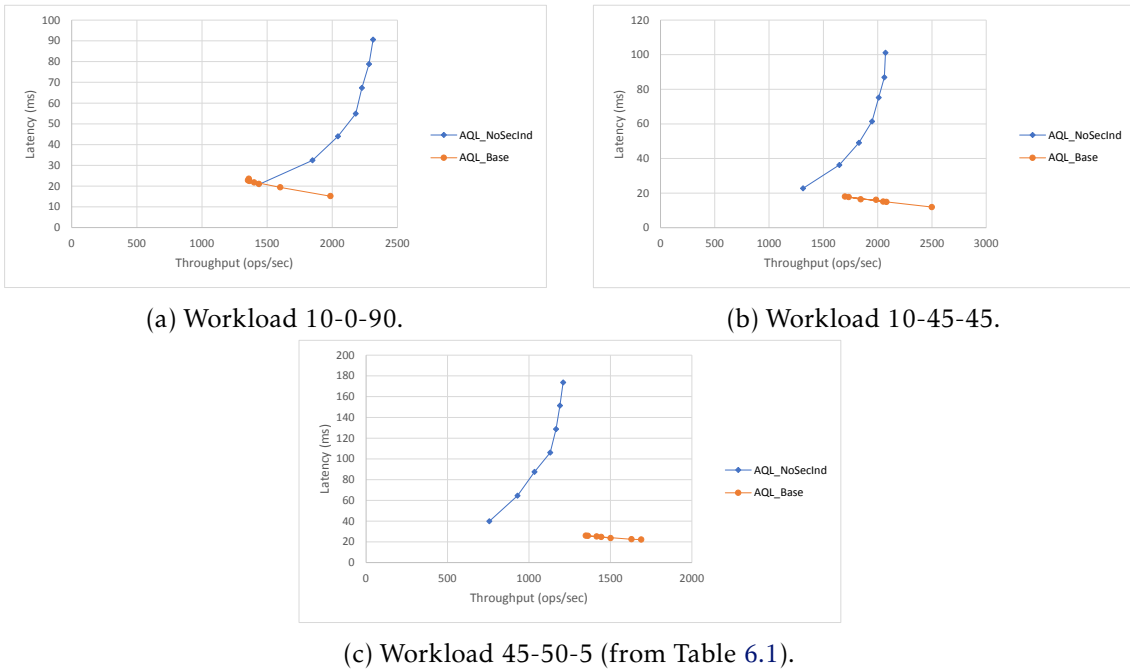 100
90
80
70
60
50
40
30
20
10
0
Latency (ms)
0 500 1000 1500 2000 2500
Throughput (ops/sec)
AQL_NoSecInd
AQL_Base
(a) Workload 10-0-90.
120
100
80
60
40
20
0
Latency (ms)
0 500 1000 1500 2000 2500 3000
Throughput (ops/sec)
AQL_NoSecInd
AQL_Base
(b) Workload 10-45-45.
200
180
160
140
120
100
80
60
40
20
0
Latency (ms)
0 500 1000 1500 2000
Throughput (ops/sec)
AQL_NoSecInd
AQL_Base
(c) Workload 45-50-5 (from Table 6.1).